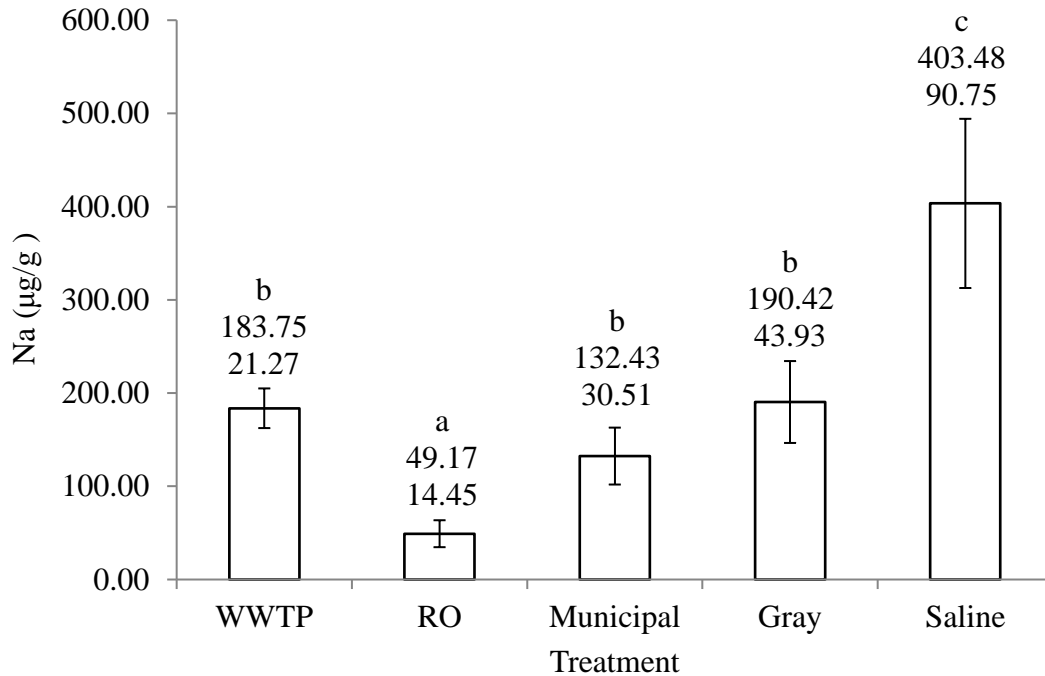 600.00
500.00
400.00
300.00
200.00
100.00
0.00
Na (µg/g )
b
183.75
21.27
a
49.17
14.45
b
132.43
30.51
b
190.42
43.93
c
403.48
90.75
WWTP
RO
Municipal
Gray
Saline
Treatment